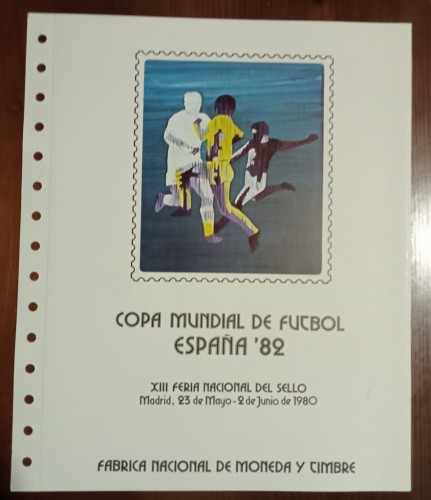 COPA MUNDIAL DE FUTBOL
ESPAÑA '82
XIII FERIA NACIONAL DEL SELLO
Madrid, 23 de Mayo-2 de Junio de 1980
FABRICA NACIONAL DE MONEDA Y TIMBRE